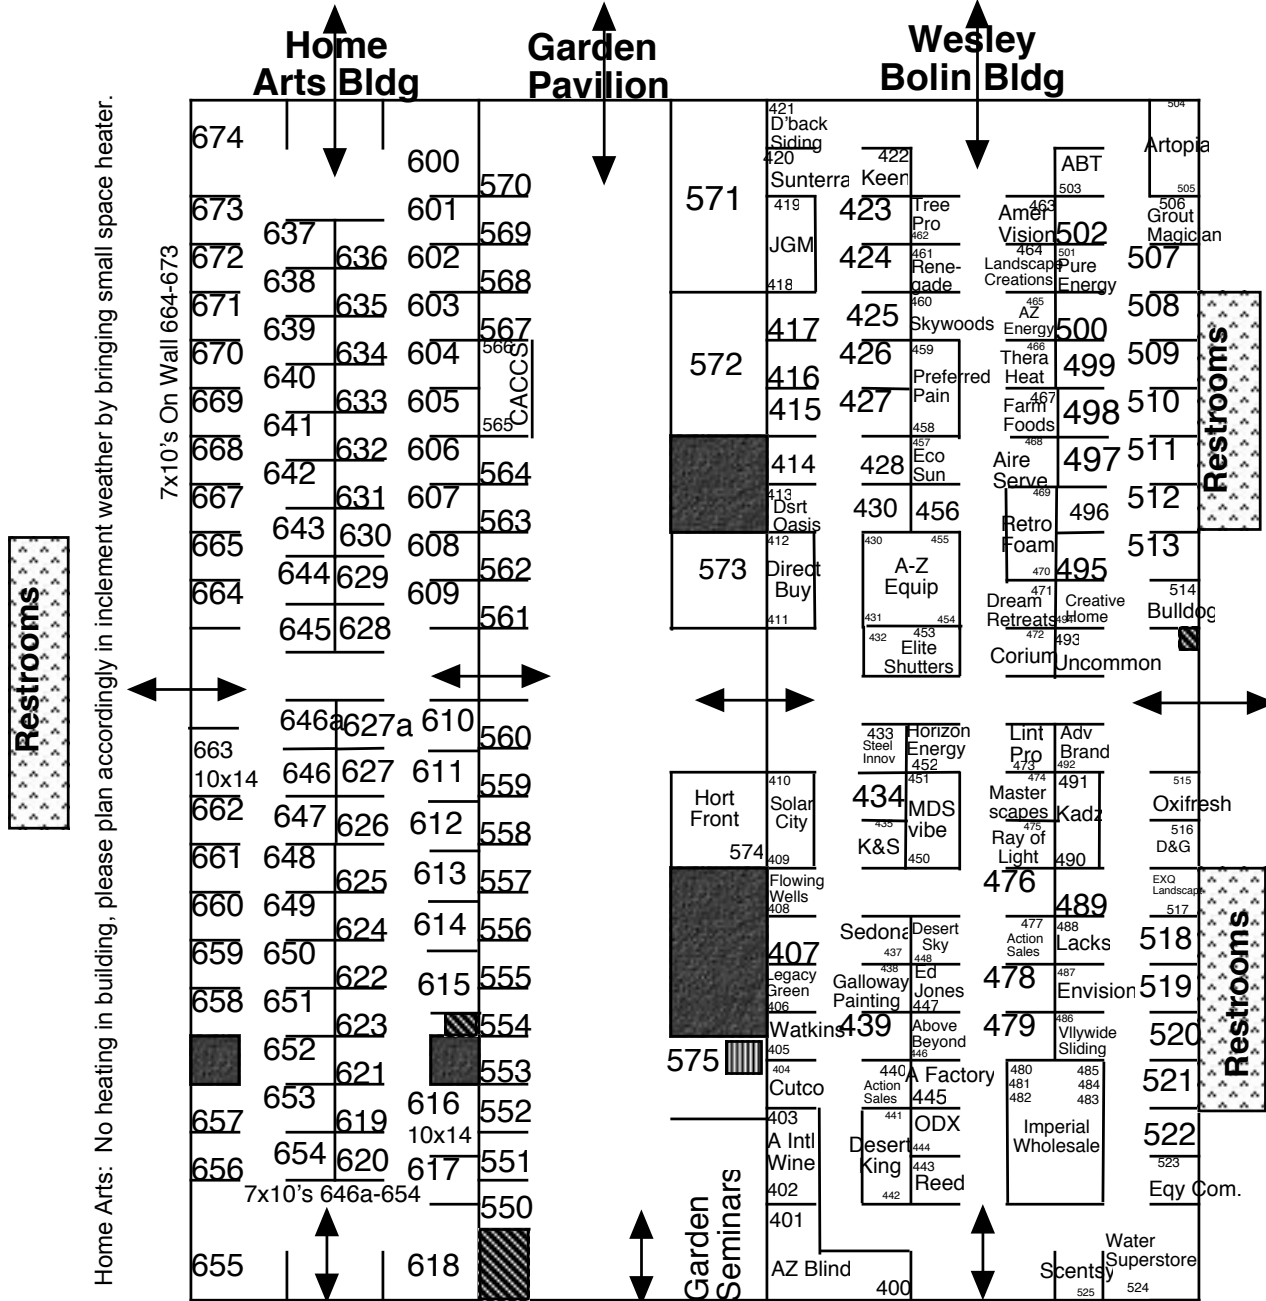 Home
Arts Bldg
Garden
Pavilion
Wesley
Bolin Bldg
Home Arts:  No heating in building, please plan accordingly in inclement weather by bringing small space heater.
7x10's On Wall 664-673
Restrooms
674
673
672
671
670
669
668
667
665
664
663
10x14
662
661
660
659
658
657
656
655
637
638
639
640
641
642
643
644
645
636
635
634
633
632
631
630
629
628
646a
627a
646
627
647
626
648
625
649
624
650
622
651
623
652
621
653
619
654
620
7x10's 646a-654
600
601
602
603
604
605
606
607
608
609
610
611
612
613
614
615
616
10x14
617
618
570
569
568
567
566
CACCS
565
564
563
562
561
560
559
558
557
556
555
554
553
552
551
550
571
572
573
Hort
Front
574
575
Garden
Seminars
421
D'back
Siding
420
Sunterra
419
JGM
418
417
416
415
414
413
Dsrt
Oasis
412
Direct
Buy
411
410
Solar
City
409
Flowing
Wells
408
407
Legacy
Green
406
Watkins
405
404
Cutco
403
A Intl
Wine
402
401
AZ Blind
400
422
Keen
423
424
425
426
427
428
430
Tree
Pro
462
461
Rene-
gade
460
Skywoods
459
Preferred
Pain
458
457
Eco
Sun
456
430
455
A-Z
Equip
431
454
432
453
Elite
Shutters
433
Steel
Innov
Horizon
Energy
452
434
451
MDS
vibe
450
435
K&S
Sedona
437
Desert
Sky
448
438
Galloway
Painting
Ed
Jones
447
439
Above
Beyond
446
440
Action
Sales
A Factory
445
441
Desert
King
442
ODX
444
443
Reed
ABT
503
463
Amer
Vision
502
464
Landscape
Creations
501
Pure
Energy
465
AZ
Energy
500
466
Thera
Heat
499
467
Farm
Foods
498
468
Aire
Serve
497
469
Retro
Foam
470
496
495
471
Dream
Retreats
Creative
Home
494
472
Corium
493
Uncommon
Lint
Pro
473
Adv
Brand
492
474
Master
scapes
491
Kadz
490
475
Ray of
Light
476
489
477
Action
Sales
488
Lacks
478
487
Envision
479
486
Vllywide
Sliding
480
481
482
485
484
483
Imperial
Wholesale
504
Artopia
505
506
Grout
Magician
507
508
509
510
511
512
513
514
Bulldog
515
Oxifresh
516
D&G
EXQ
Landscape
517
518
519
520
521
522
523
Eqy Com.
Water
Superstore
524
Scentsy
525
Restrooms
Restrooms